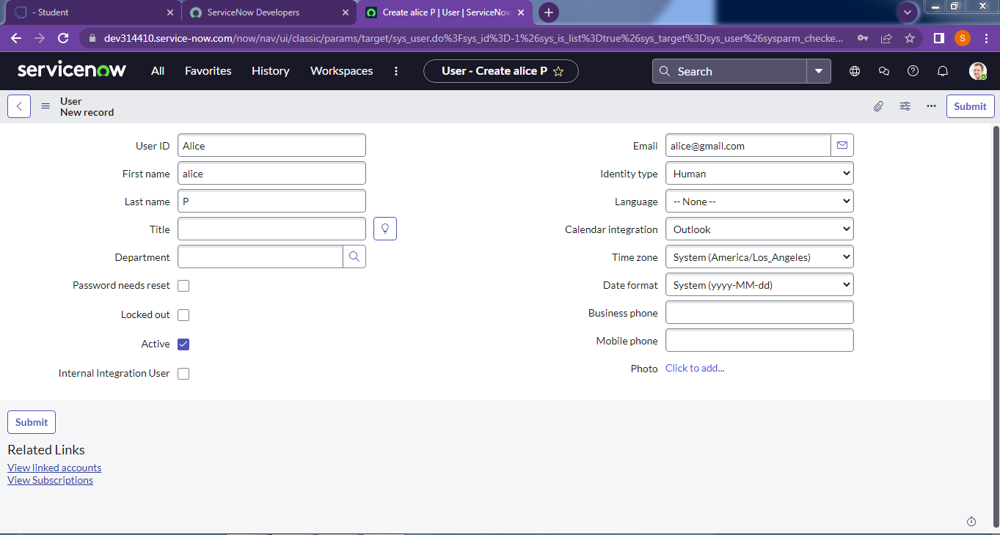 - Student
ServiceNow Developers
Create alice P | User | ServiceNow
dev314410.service-now.com/now/nav/ui/classic/params/target/sys_user.do%3Fsys_id%3D-1%26sys_is_list%3Dtrue%26sys_target%3Dsys_user%26sysparm_checke...
S
servicenow
All
Favorites
History
Workspaces
User - Create alice P
Search
User
New record
Submit
User ID
Alice
First name
alice
Last name
P
Title
Department
Password needs reset
Locked out
Active
Internal Integration User
Email
alice@gmail.com
Identity type
Human
Language
-- None --
Calendar integration
Outlook
Time zone
System (America/Los_Angeles)
Date format
System (yyyy-MM-dd)
Business phone
Mobile phone
Photo
Click to add...
Submit
Related Links
View linked accounts
View Subscriptions